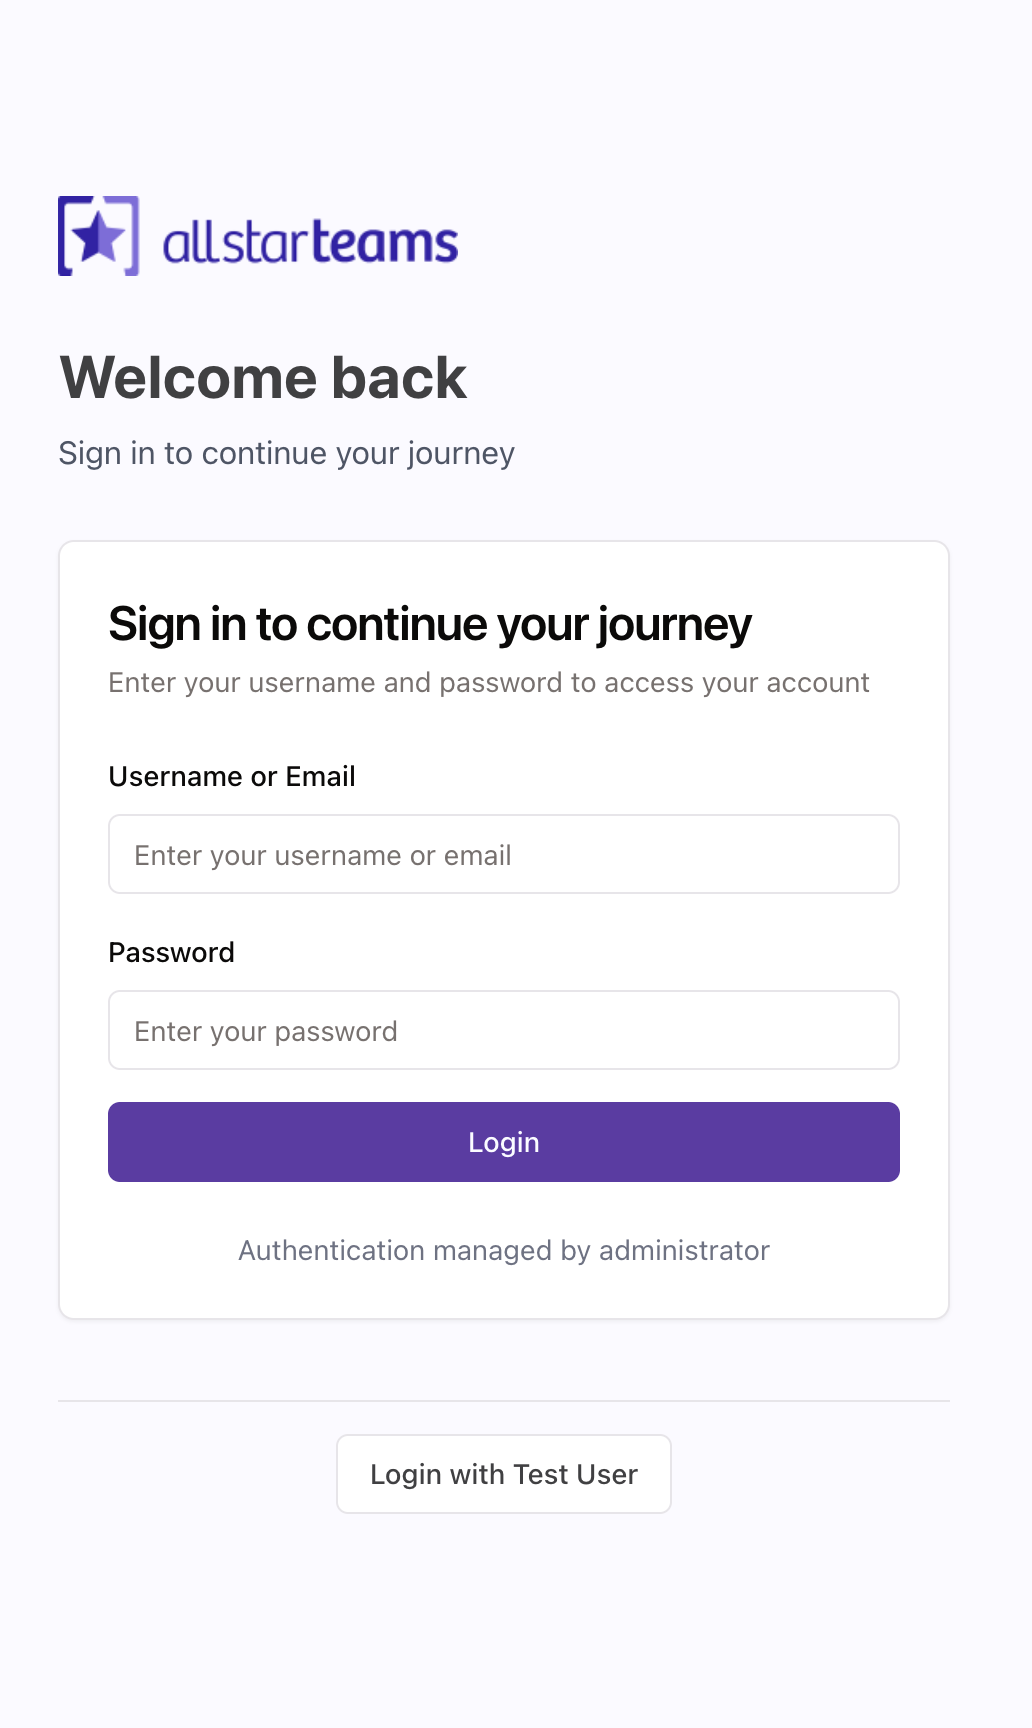 allstarteams
Welcome back
Sign in to continue your journey
Sign in to continue your journey
Enter your username and password to access your account
Username or Email
Enter your username or email
Password
Enter your password
Login
Authentication managed by administrator
Login with Test User